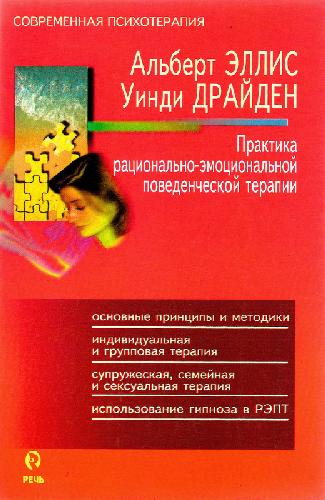 СОВРЕМЕННАЯ ПСИХОТЕРАПИЯ
Альберт ЭЛЛИС
Уинди ДРАЙДЕН
Практика
рационально-эмоциональной
поведенческой терапии
основные принципы и методики
индивидуальная
и групповая терапия
супружеская, семейная
и сексуальная терапия
использование гипноза в РЭПТ
РЕЧЬ